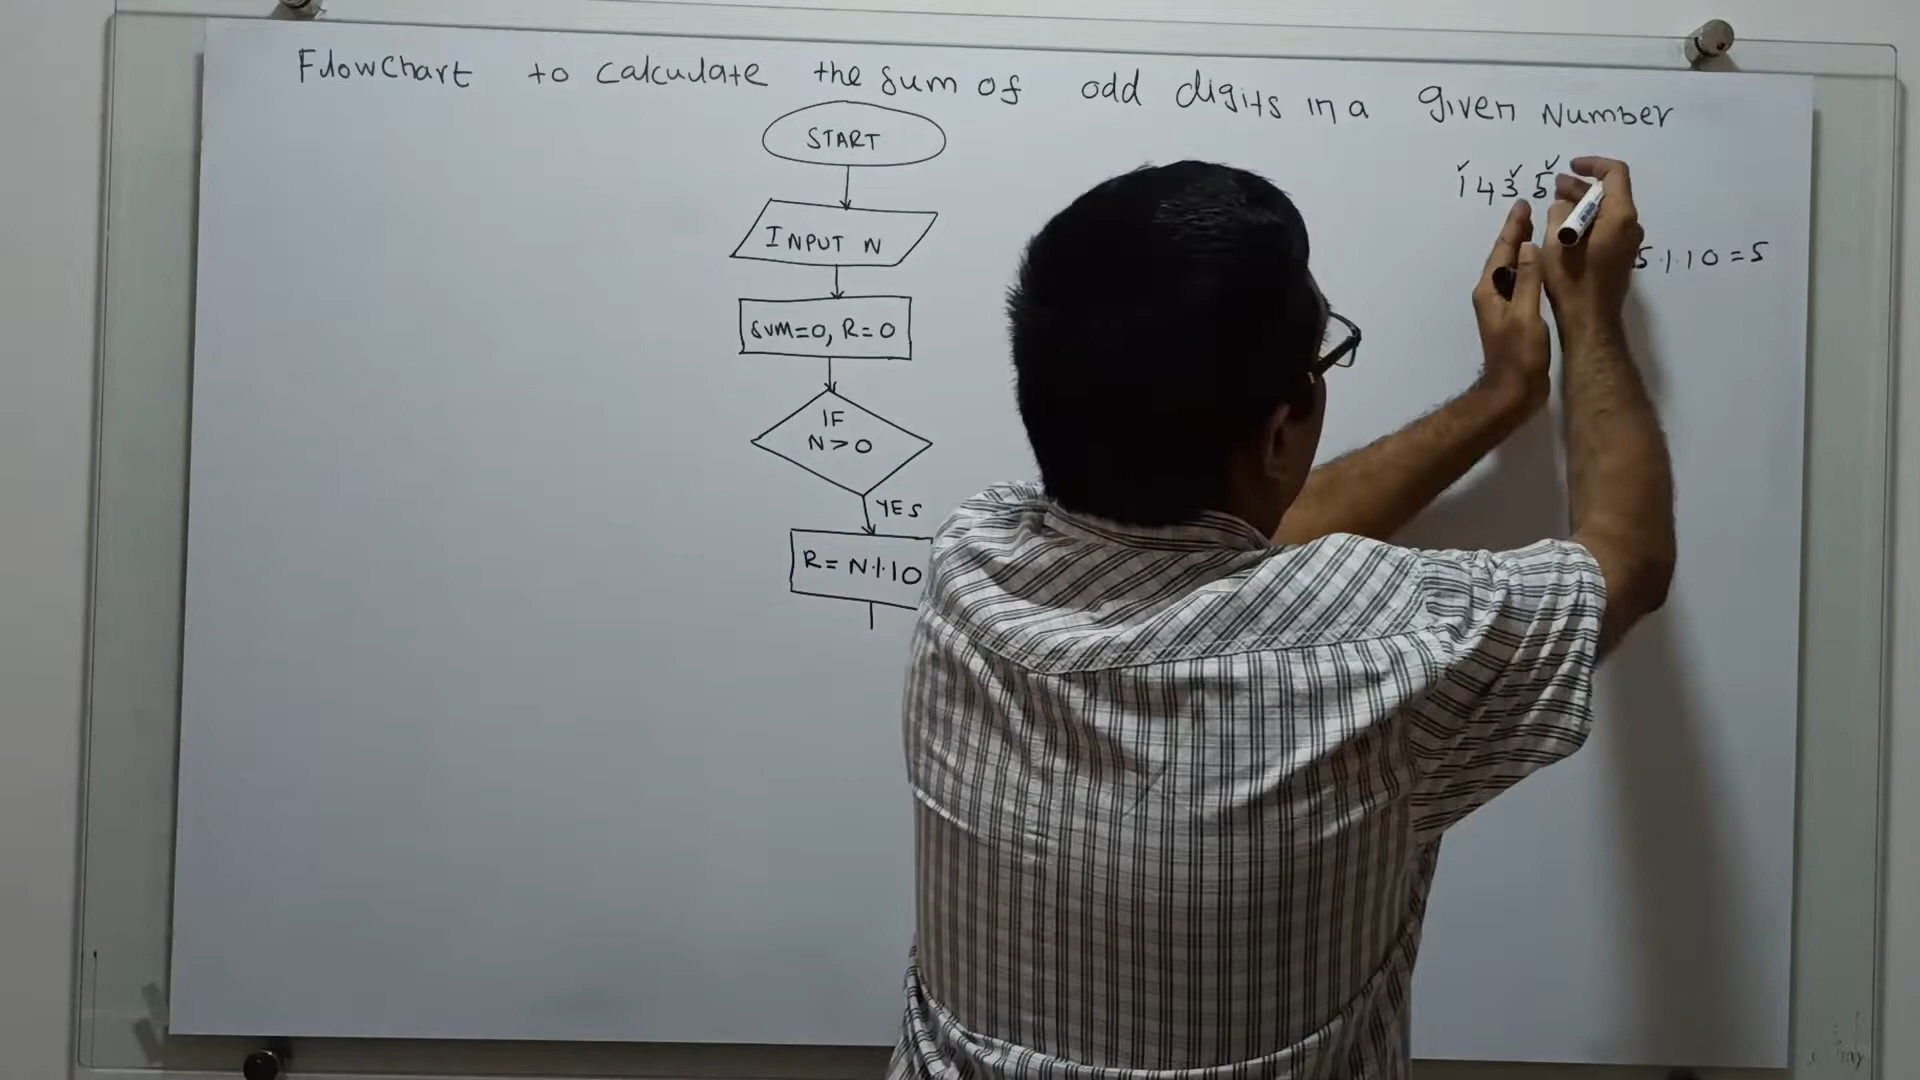 Flowchart to calculate the sum of odd digits in a given Number
START
1435
INPUT N
5·/·10=5
sum=0, R=0
IF
N>0
YES
R=N·/·10